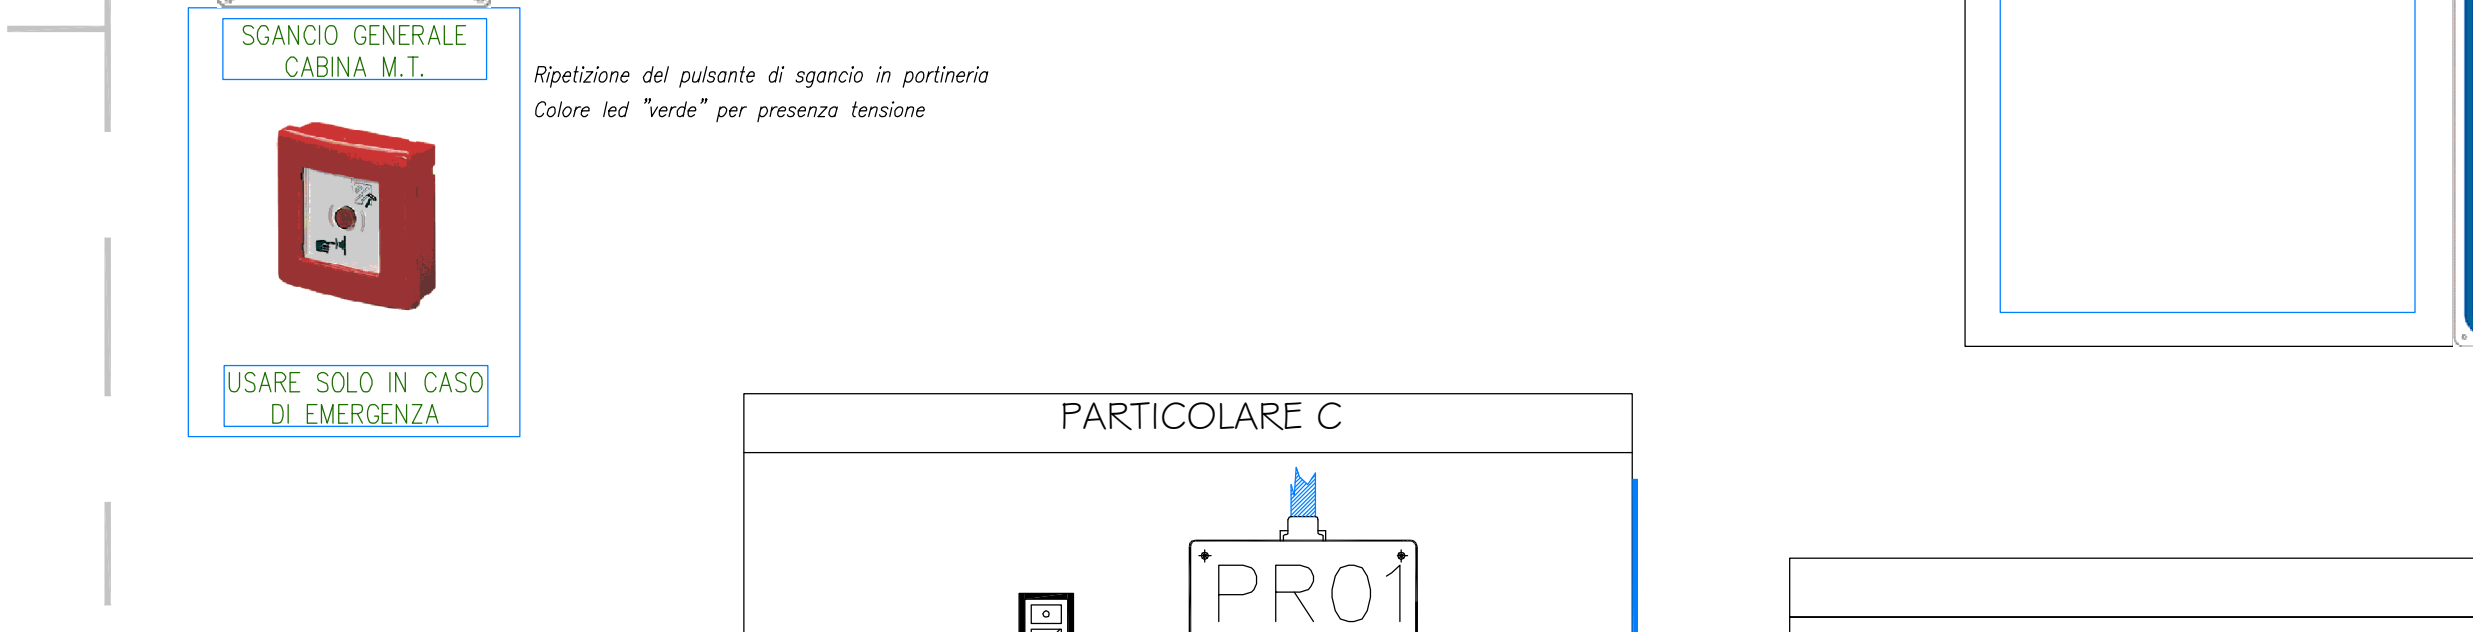 SGANCIO GENERALE
CABINA M.T.
Ripetizione del pulsante di sgancio in portineria
Colore led "verde" per presenza tensione
USARE SOLO IN CASO
DI EMERGENZA
PARTICOLARE C
PR01